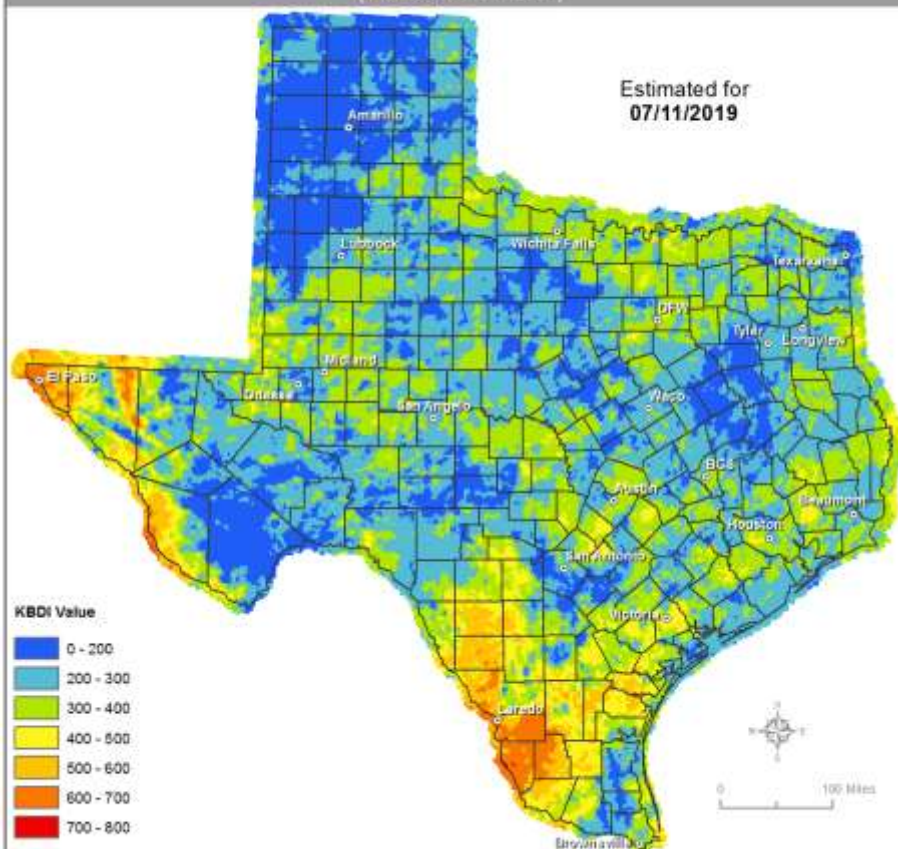 Estimated for
07/11/2019
Amarillo
Lubbock
Wichita Falls
Texarkana
DFW
Tyler
Longview
El Paso
Midland
Odessa
San Angelo
Waco
BCS
Austin
Beaumont
Houston
San Antonio
Victoria
Laredo
Brownsville
KBDI Value
0 - 200
200 - 300
300 - 400
400 - 500
500 - 600
600 - 700
700 - 800
0 100 Miles